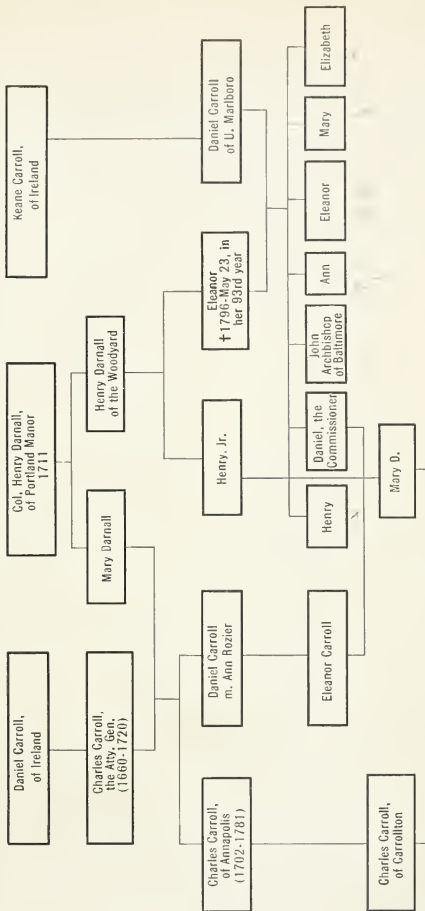 Daniel Carroll,
of Ireland
Col. Henry Darnall,
of Portland Manor
1711
Keane Carroll,
of Ireland
Charles Carroll,
the Atty. Gen.
(1660-1720)
Mary Darnall
Henry Darnall
of the Woodyard
Charles Carroll,
of Annapolis
(1702-1781)
Daniel Carroll
m. Ann Rozier
Henry, Jr.
Eleanor
†1796-May 23, in
her 93rd year
Daniel Carroll
of U. Marlboro
Eleanor Carroll
Henry
Daniel, the
Commissioner
John
Archbishop
of Baltimore
Ann
Eleanor
Mary
Elizabeth
Charles Carroll,
of Carrollton
Mary D.